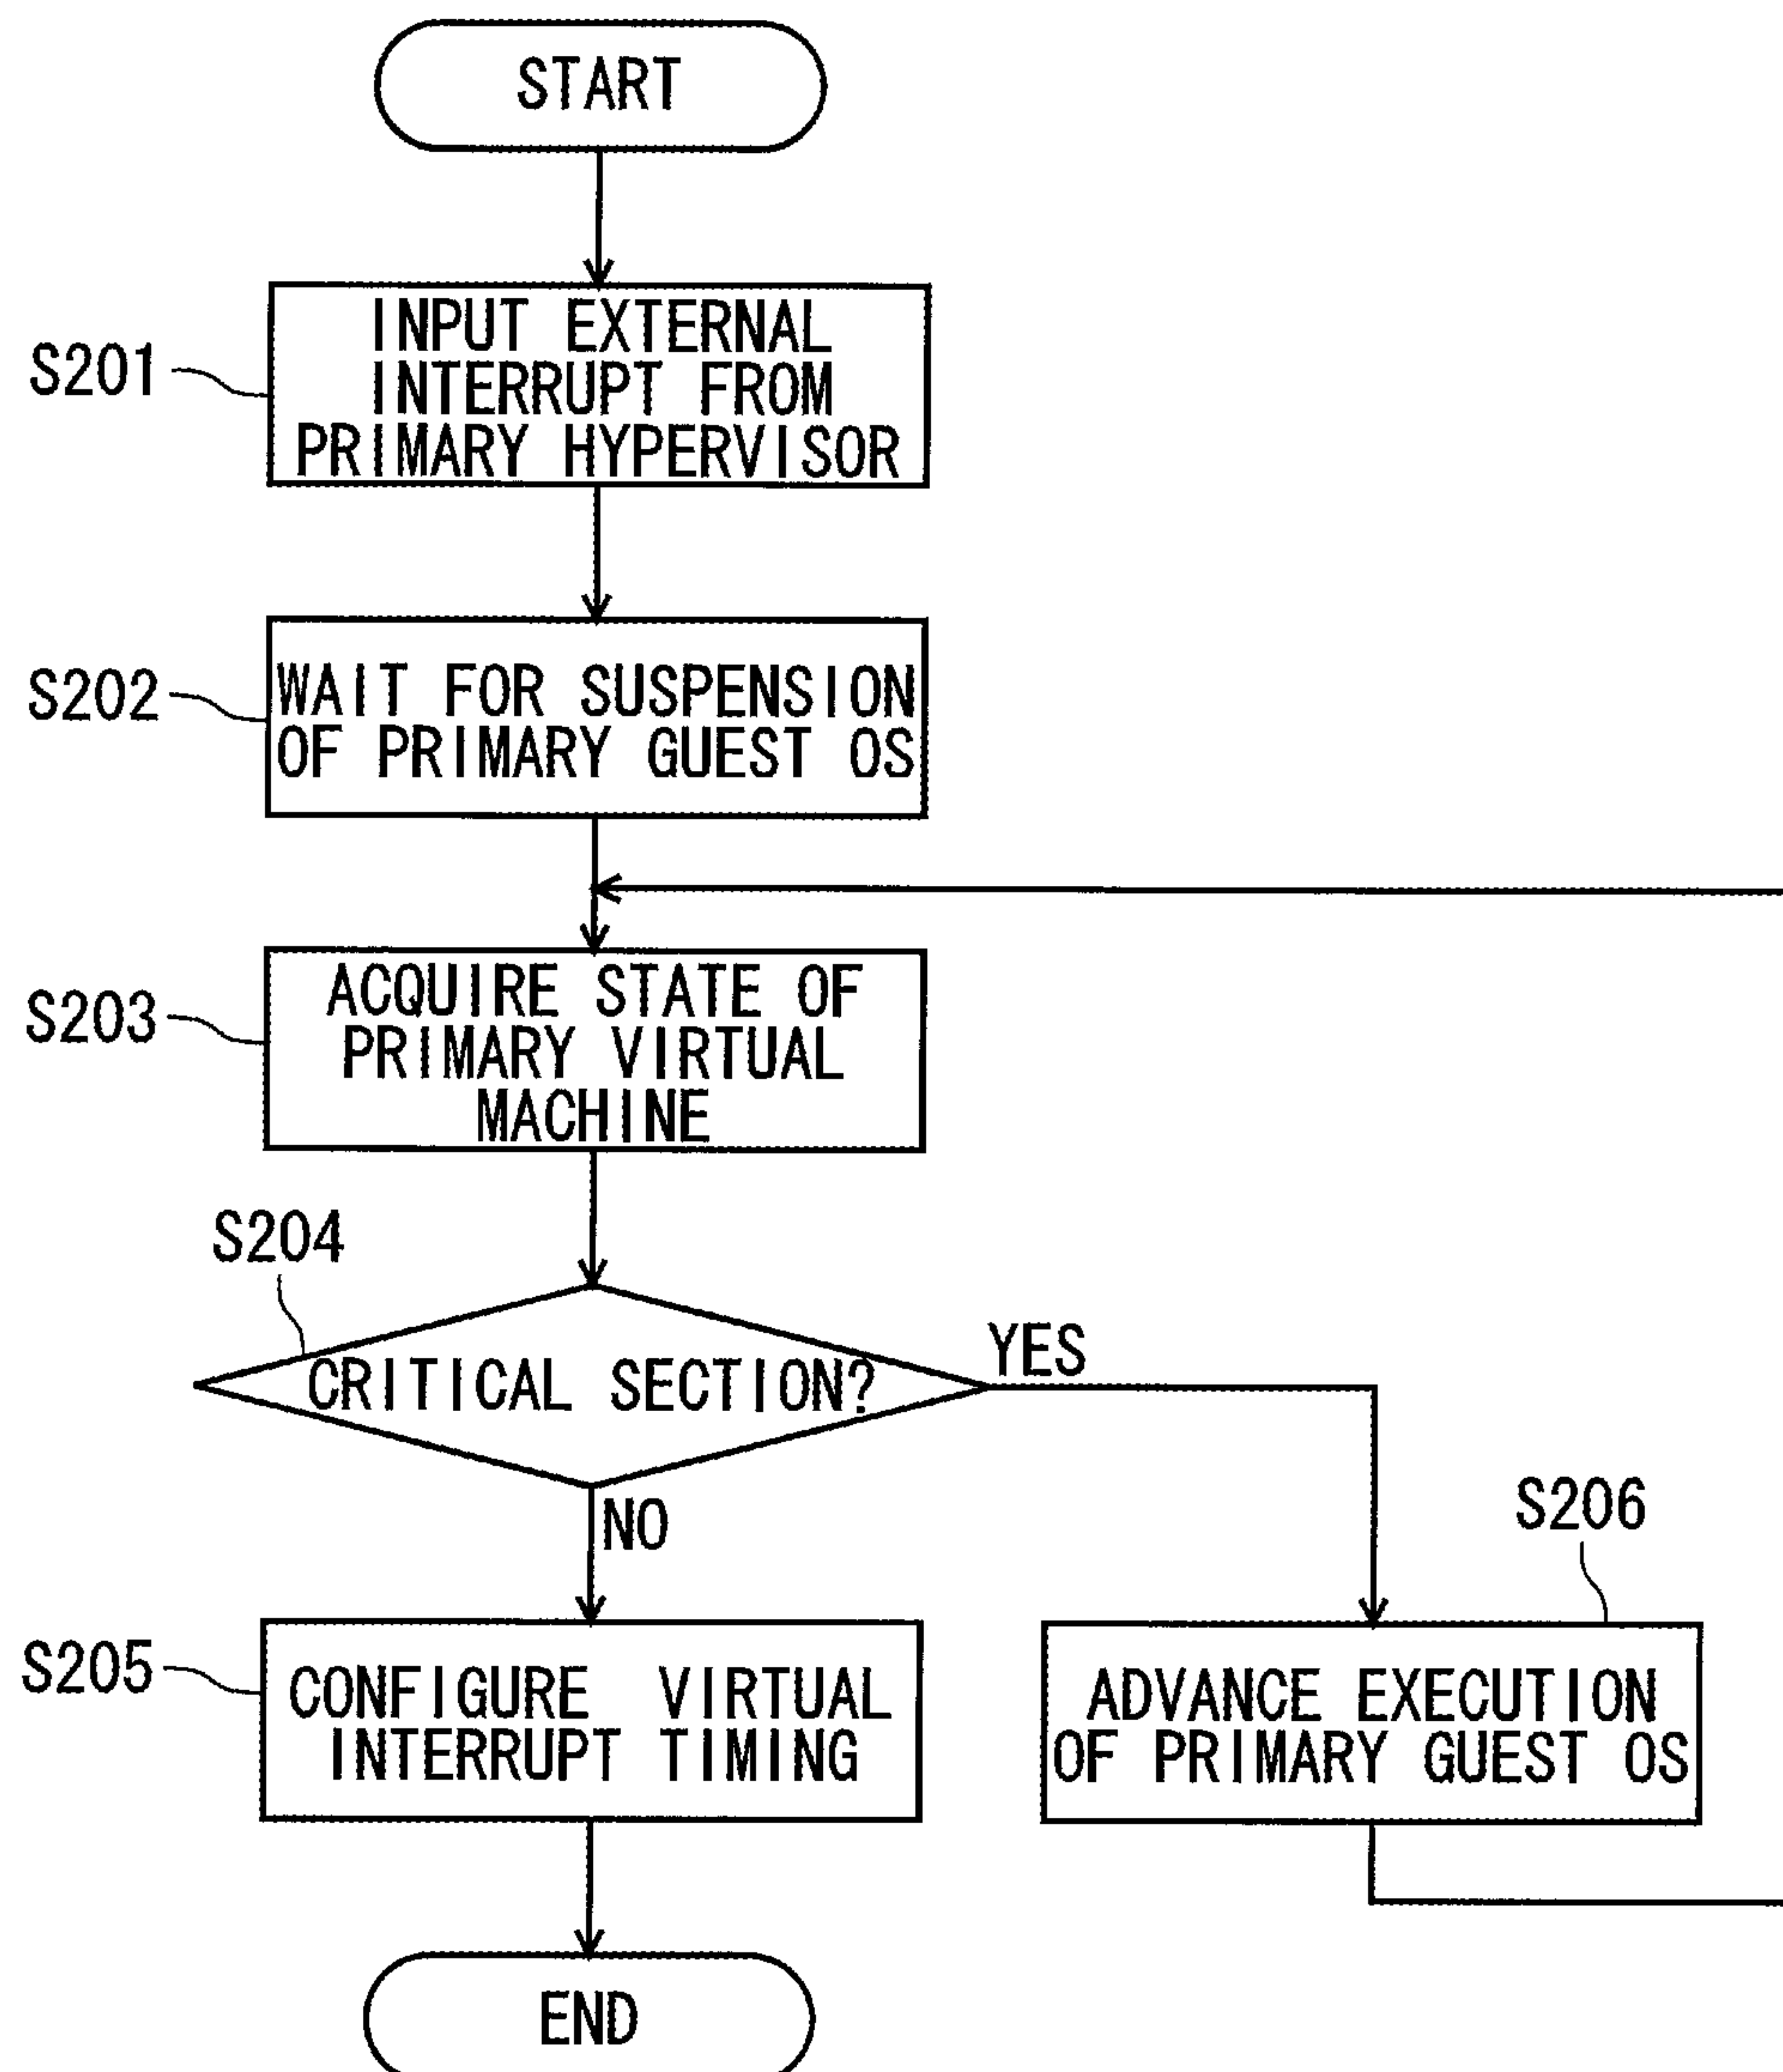 START
S201
INPUT EXTERNAL
INTERRUPT FROM
PRIMARY HYPERVISOR
S202
WAIT FOR SUSPENSION
OF PRIMARY GUEST OS
S203
ACQUIRE STATE OF
PRIMARY VIRTUAL
MACHINE
S204
CRITICAL SECTION?
YES
NO
S205
CONFIGURE VIRTUAL
INTERRUPT TIMING
S206
ADVANCE EXECUTION
OF PRIMARY GUEST OS
END